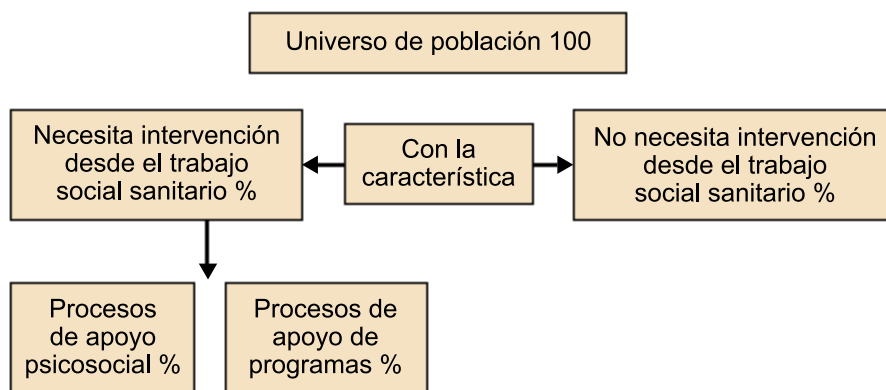 Universo de población 100
Necesita intervención
desde el trabajo
social sanitario %
Con la
característica
No necesita intervención
desde el trabajo
social sanitario %
Procesos
de apoyo
psicosocial %
Procesos de
apoyo de
programas %